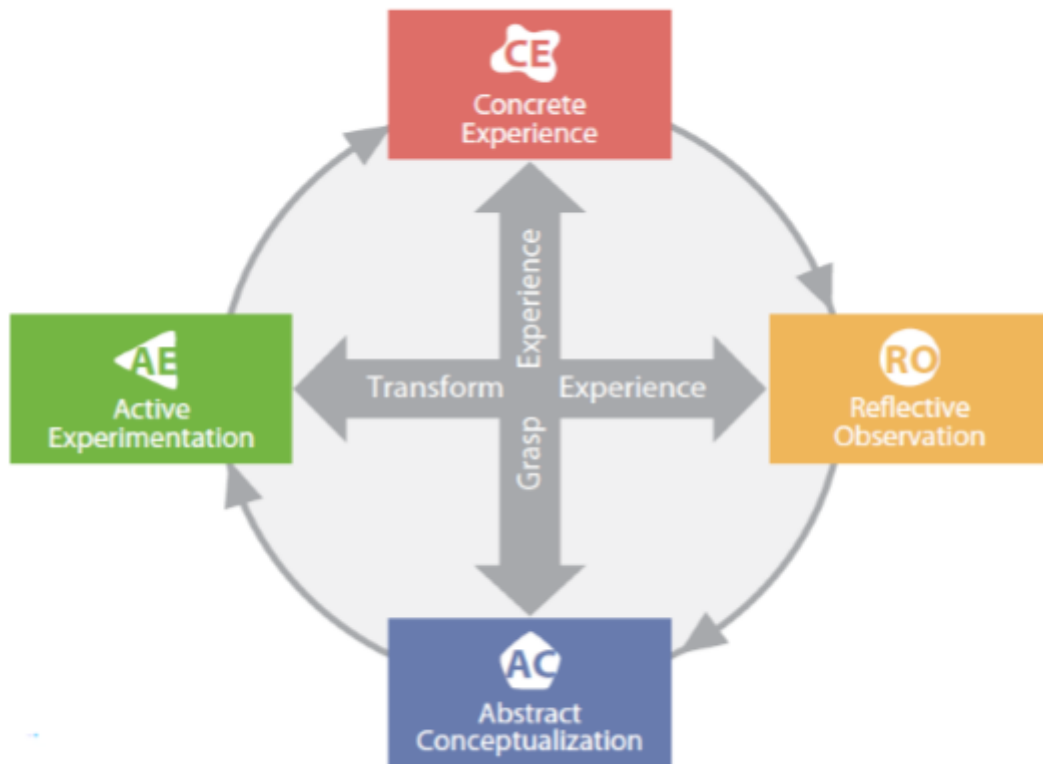 CE
Concrete
Experience
AE
Active
Experimentation
Grasp Experience
Transform Experience
RO
Reflective
Observation
AC
Abstract
Conceptualization